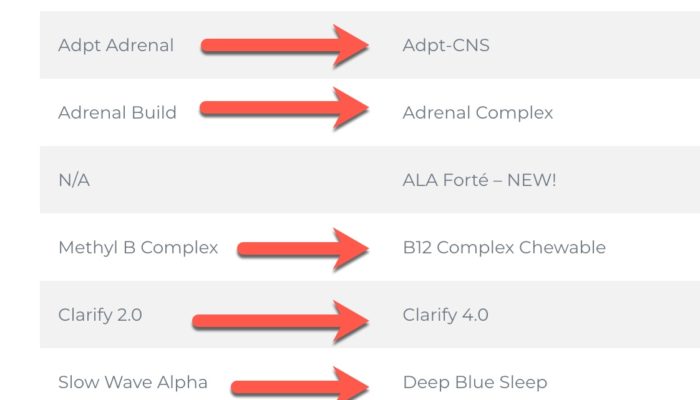 Adpt Adrenal Adpt-CNS
Adrenal Build Adrenal Complex
N/A ALA Forté – NEW!
Methyl B Complex B12 Complex Chewable
Clarify 2.0 Clarify 4.0
Slow Wave Alpha Deep Blue Sleep